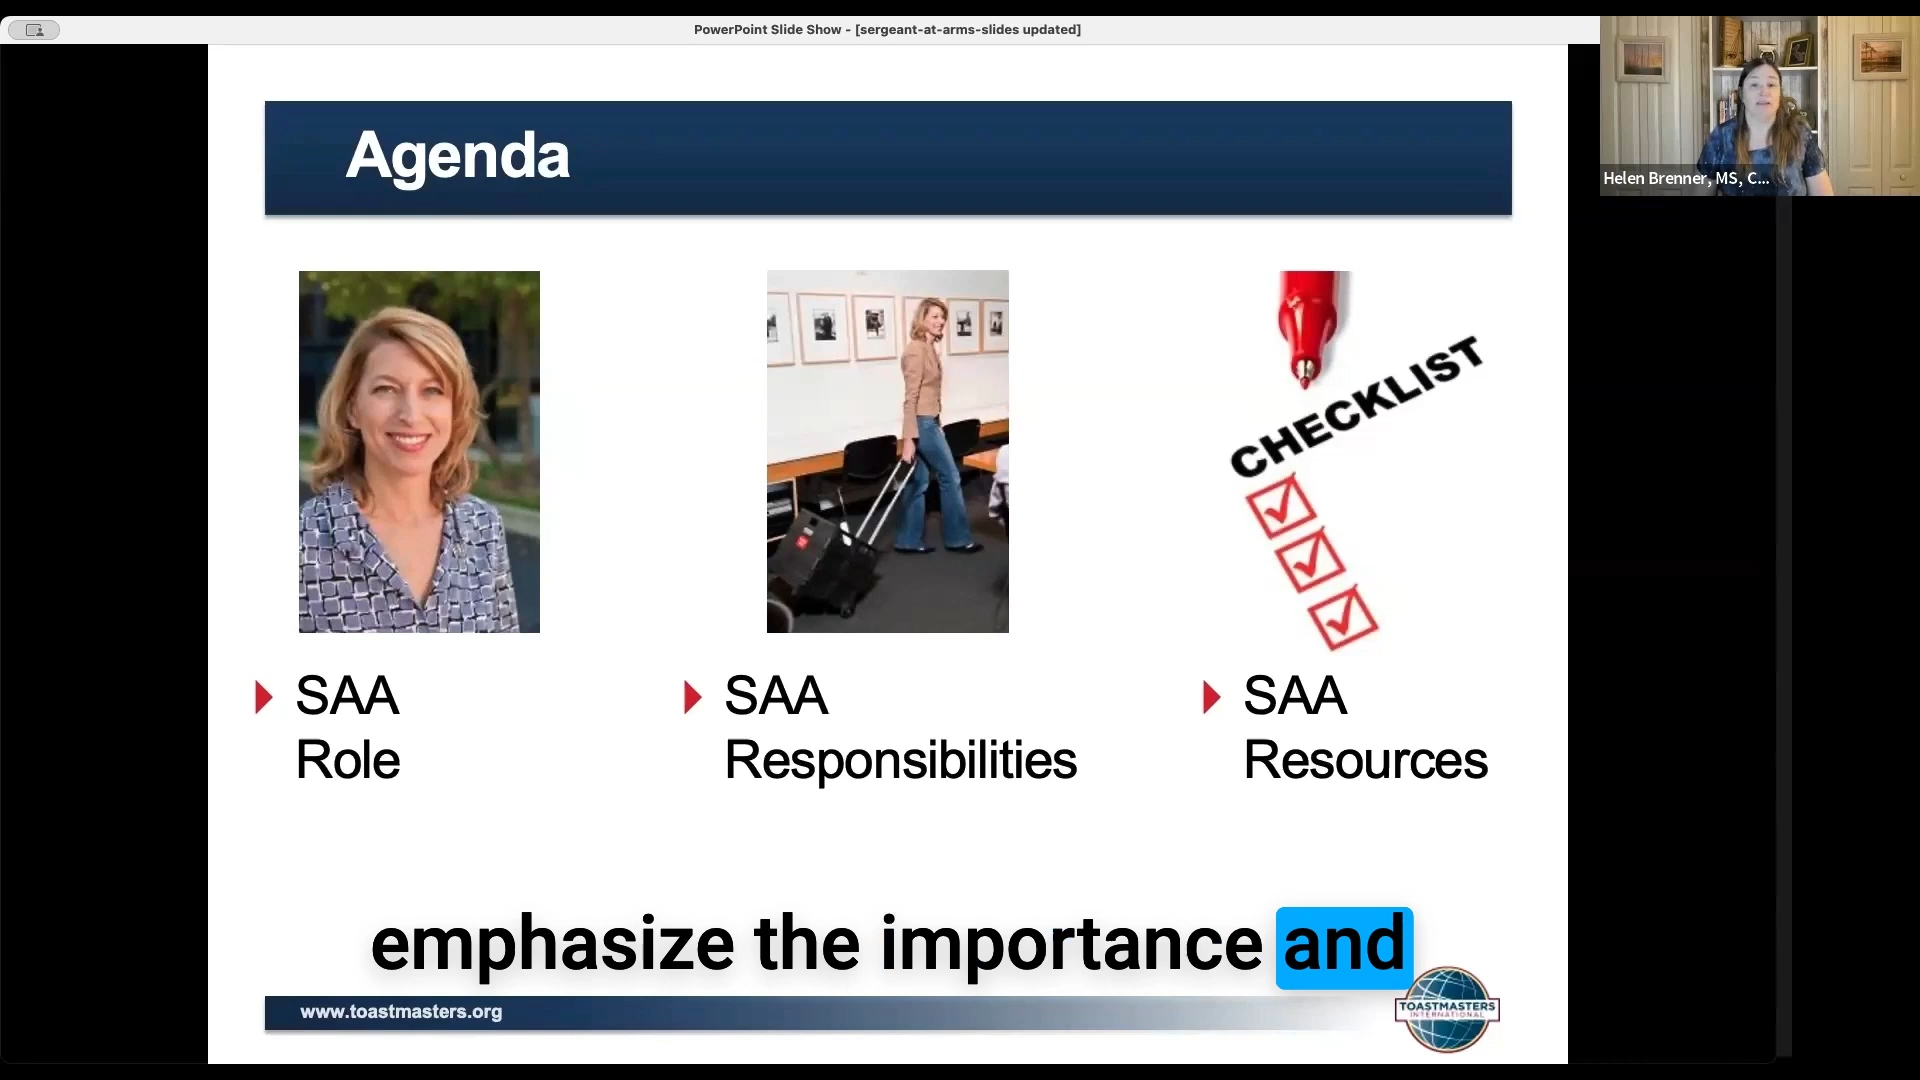 PowerPoint Slide Show - [sergeant-at-arms-slides updated]
Helen Brenner, MS, C...
Agenda
CHECKLIST
SAA
Role
SAA
Responsibilities
SAA
Resources
emphasize the importance and
www.toastmasters.org
TOASTMASTERS
INTERNATIONAL